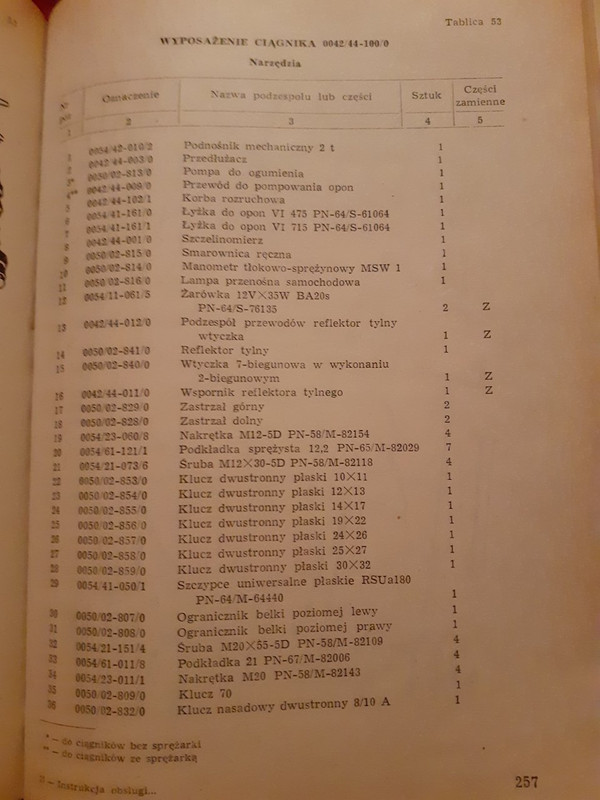 Tablica 53
WYPOSAŻENIE CIĄGNIKA 0042/44-100/0
Narzędzia
Nr poz Oznaczenie Nazwa podzespołu lub części Sztuk Części zamienne
1 2 3 4 5
1 0054/42-010/2 Podnośnik mechaniczny 2 t 1
2 0042/44-003/0 Przedłużacz 1
3* 0050/02-813/0 Pompa do ogumienia 1
4** 0042/44-009/0 Przewód do pompowania opon 1
5 0042/44-102/1 Korba rozruchowa 1
6 0054/41-161/0 Łyżka do opon VI 475 PN-64/S-61064 1
7 0054/41-161/1 Łyżka do opon VI 715 PN-64/S-61064 1
8 0042/44-001/0 Szczelinomierz 1
9 0050/02-815/0 Smarownica ręczna 1
10 0050/02-814/0 Manometr tłokowo-sprężynowy MSW 1 1
11 0050/02-816/0 Lampa przenośna samochodowa 1
12 0054/11-061/5 Żarówka 12V×35W BA20s
PN-64/S-76135 2 Z
13 0042/44-012/0 Podzespół przewodów reflektor tylny
wtyczka 1 Z
14 0050/02-841/0 Reflektor tylny 1
15 0050/02-840/0 Wtyczka 7-biegunowa w wykonaniu
2-biegunowym 1 Z
16 0042/44-011/0 Wspornik reflektora tylnego 1 Z
17 0050/02-829/0 Zastrzał górny 2
18 0050/02-828/0 Zastrzał dolny 2
19 0054/23-060/8 Nakrętka M12-5D PN-58/M-82154 4
20 0054/61-121/1 Podkładka sprężysta 12,2 PN-65/M-82029 7
21 0054/21-073/6 Śruba M12×30-5D PN-58/M-82118 4
22 0050/02-853/0 Klucz dwustronny płaski 10×11 1
23 0050/02-854/0 Klucz dwustronny płaski 12×13 1
24 0050/02-855/0 Klucz dwustronny płaski 14×17 1
25 0050/02-856/0 Klucz dwustronny płaski 19×22 1
26 0050/02-857/0 Klucz dwustronny płaski 24×26 1
27 0050/02-858/0 Klucz dwustronny płaski 25×27 1
28 0050/02-859/0 Klucz dwustronny płaski 30×32 1
29 0054/41-050/1 Szczypce uniwersalne płaskie RSUa180
PN-64/M-64440 1
30 0050/02-807/0 Ogranicznik belki poziomej lewy 1
31 0050/02-808/0 Ogranicznik belki poziomej prawy 1
32 0054/21-151/4 Śruba M20×55-5D PN-58/M-82109 4
33 0054/61-011/8 Podkładka 21 PN-67/M-82006 4
34 0054/23-011/1 Nakrętka M20 PN-58/M-82143 4
35 0050/02-809/0 Klucz 70 1
36 0050/02-832/0 Klucz nasadowy dwustronny 8/10 A 1
* — do ciągników bez sprężarki
** — do ciągników ze sprężarką
— Instrukcja obsługi...
257